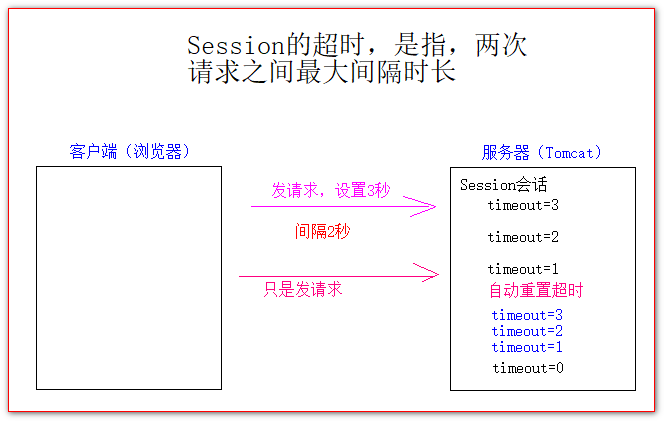 Session的超时，是指，两次
请求之间最大间隔时长
客户端（浏览器）
服务器（Tomcat）
发请求，设置3秒
间隔2秒
只是发请求
Session会话
timeout=3
timeout=2
timeout=1
自动重置超时
timeout=3
timeout=2
timeout=1
timeout=0